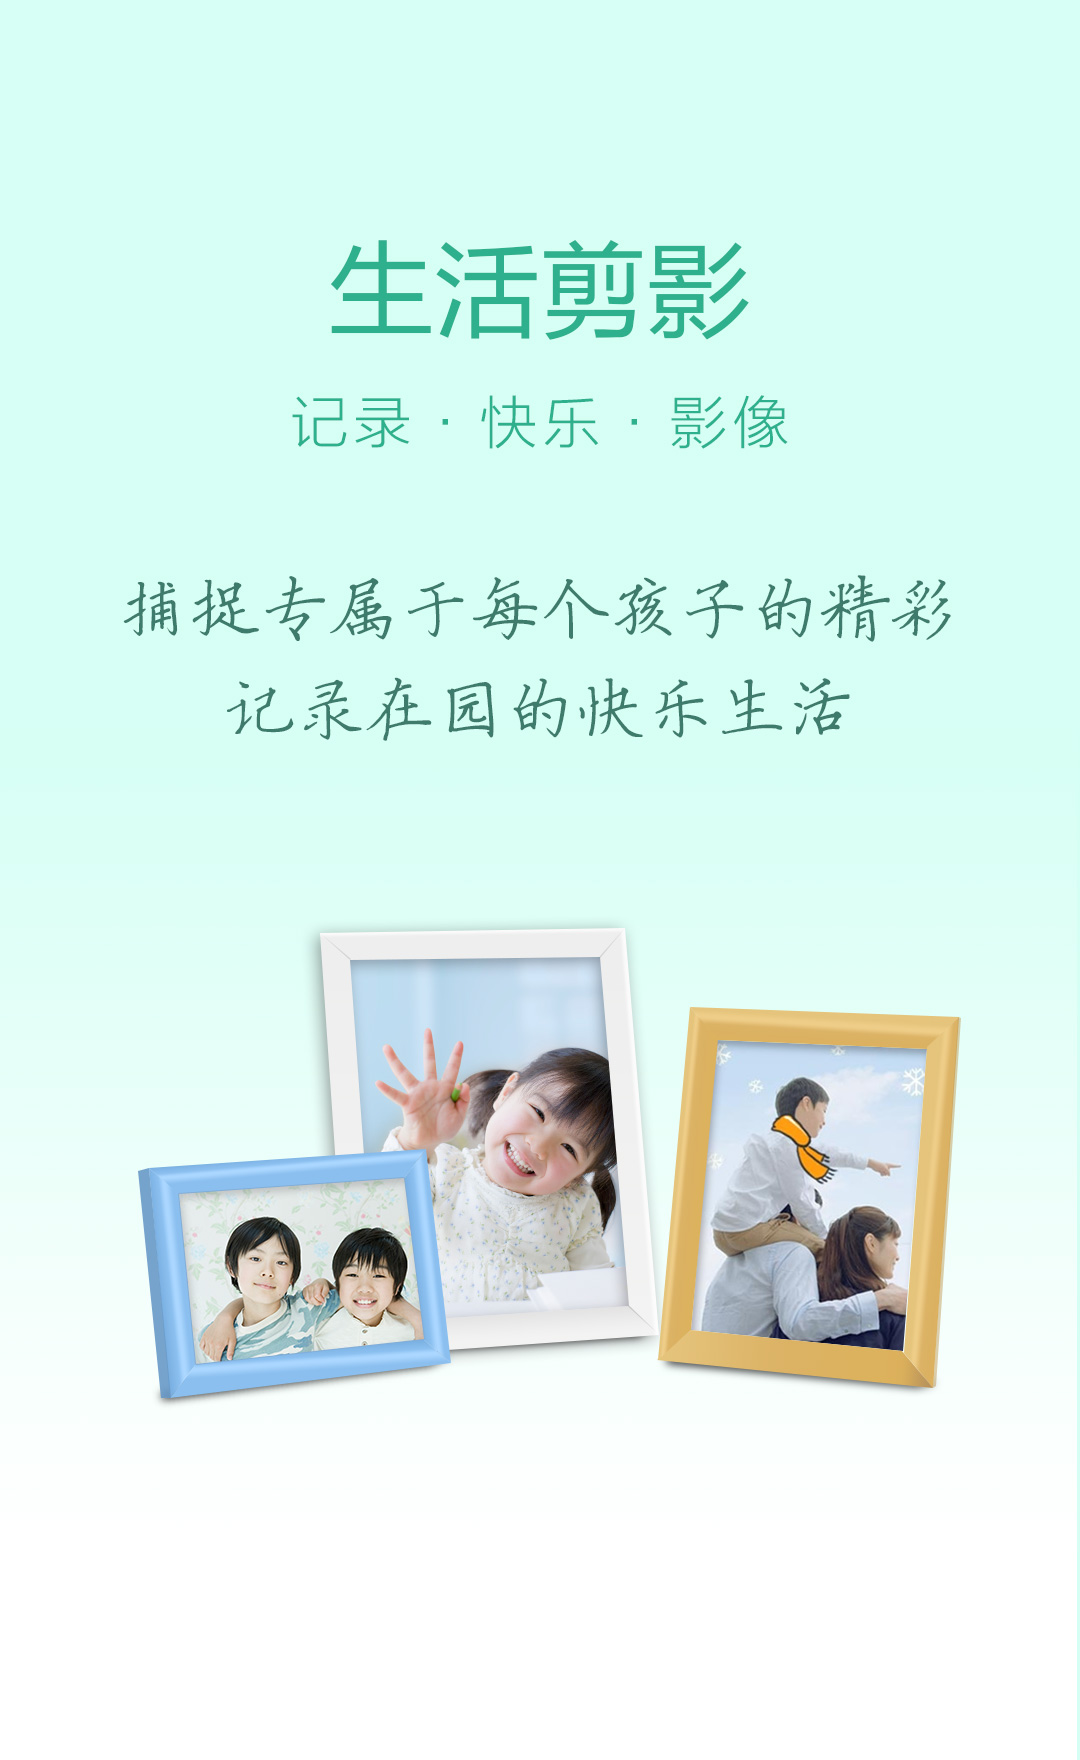 生活剪影
记录·快乐·影像
捕捉专属于每个孩子的精彩
记录在园的快乐生活